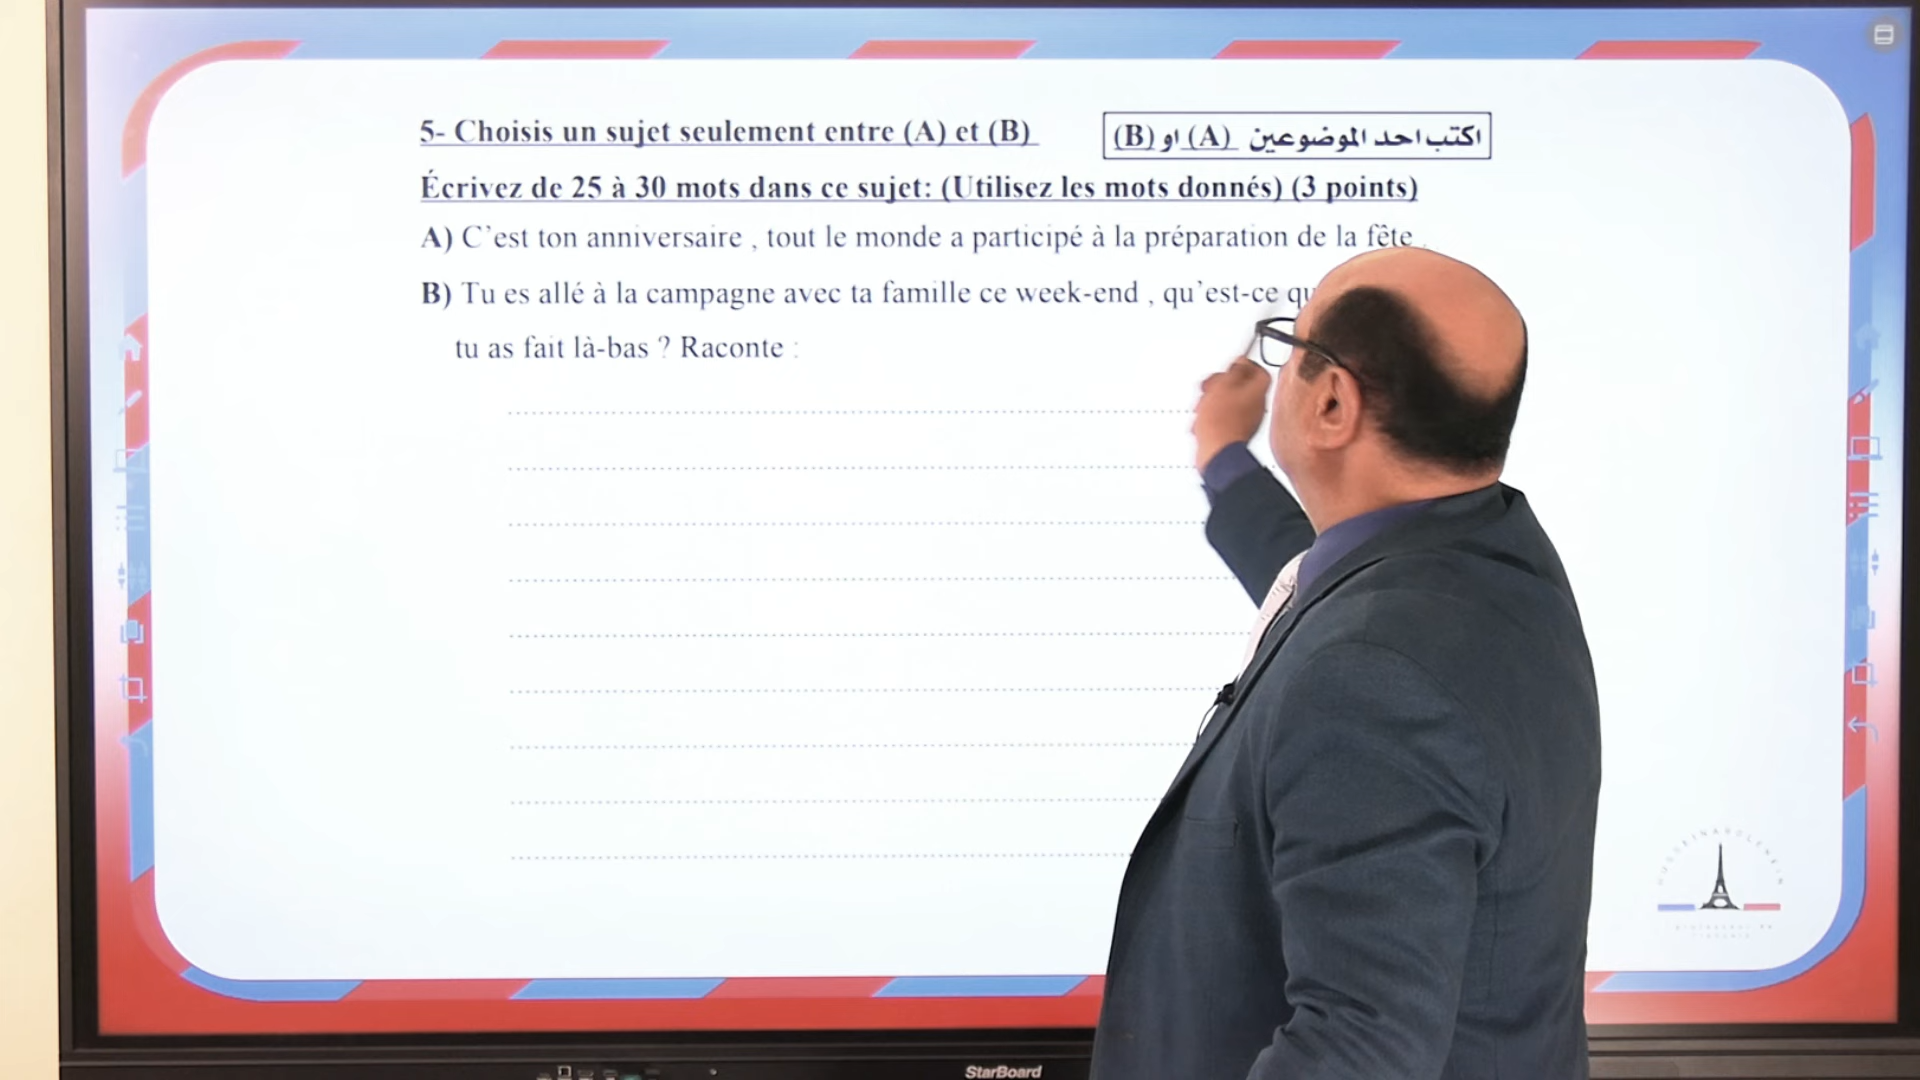 5- Choisis un sujet seulement entre (A) et (B)
اكتب احد الموضوعين (A) او (B)
Écrivez de 25 à 30 mots dans ce sujet: (Utilisez les mots donnés) (3 points)
A) C'est ton anniversaire , tout le monde a participé à la préparation de la fête .
B) Tu es allé à la campagne avec ta famille ce week-end , qu'est-ce qu
tu as fait là-bas ? Raconte :
StarBoard